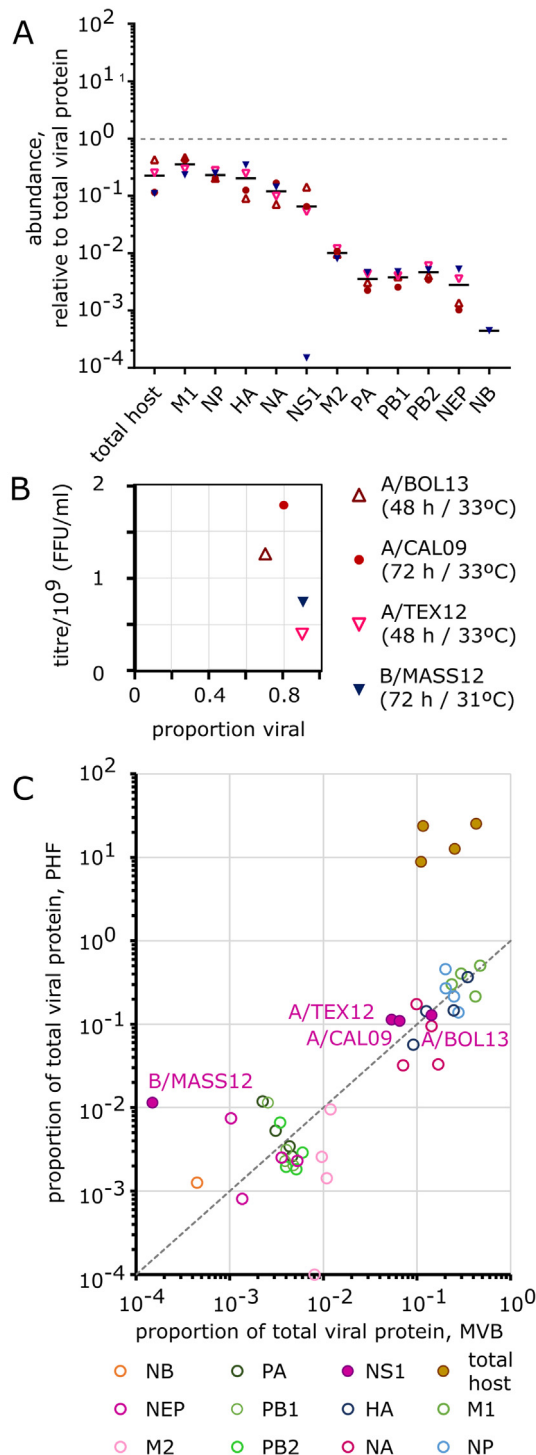 A
abundance,
relative to total viral protein
10²
10¹
10⁰
10⁻¹
10⁻²
10⁻³
10⁻⁴
total host
M1
NP
HA
NA
NS1
M2
PA
PB1
PB2
NEP
NB
B
titre/10⁹ (FFU/ml)
2
1
0
0
0.4
0.8
proportion viral
A/BOL13
(48 h / 33ºC)
A/CAL09
(72 h / 33ºC)
A/TEX12
(48 h / 33ºC)
B/MASS12
(72 h / 31ºC)
C
proportion of total viral protein, PHF
10²
10¹
10⁰
10⁻¹
10⁻²
10⁻³
10⁻⁴
A/TEX12
A/CAL09
A/BOL13
B/MASS12
10⁻⁴
10⁻³
10⁻²
10⁻¹
10⁰
proportion of total viral protein, MVB
NB
PA
NS1
total
host
NEP
PB1
HA
M1
M2
PB2
NA
NP